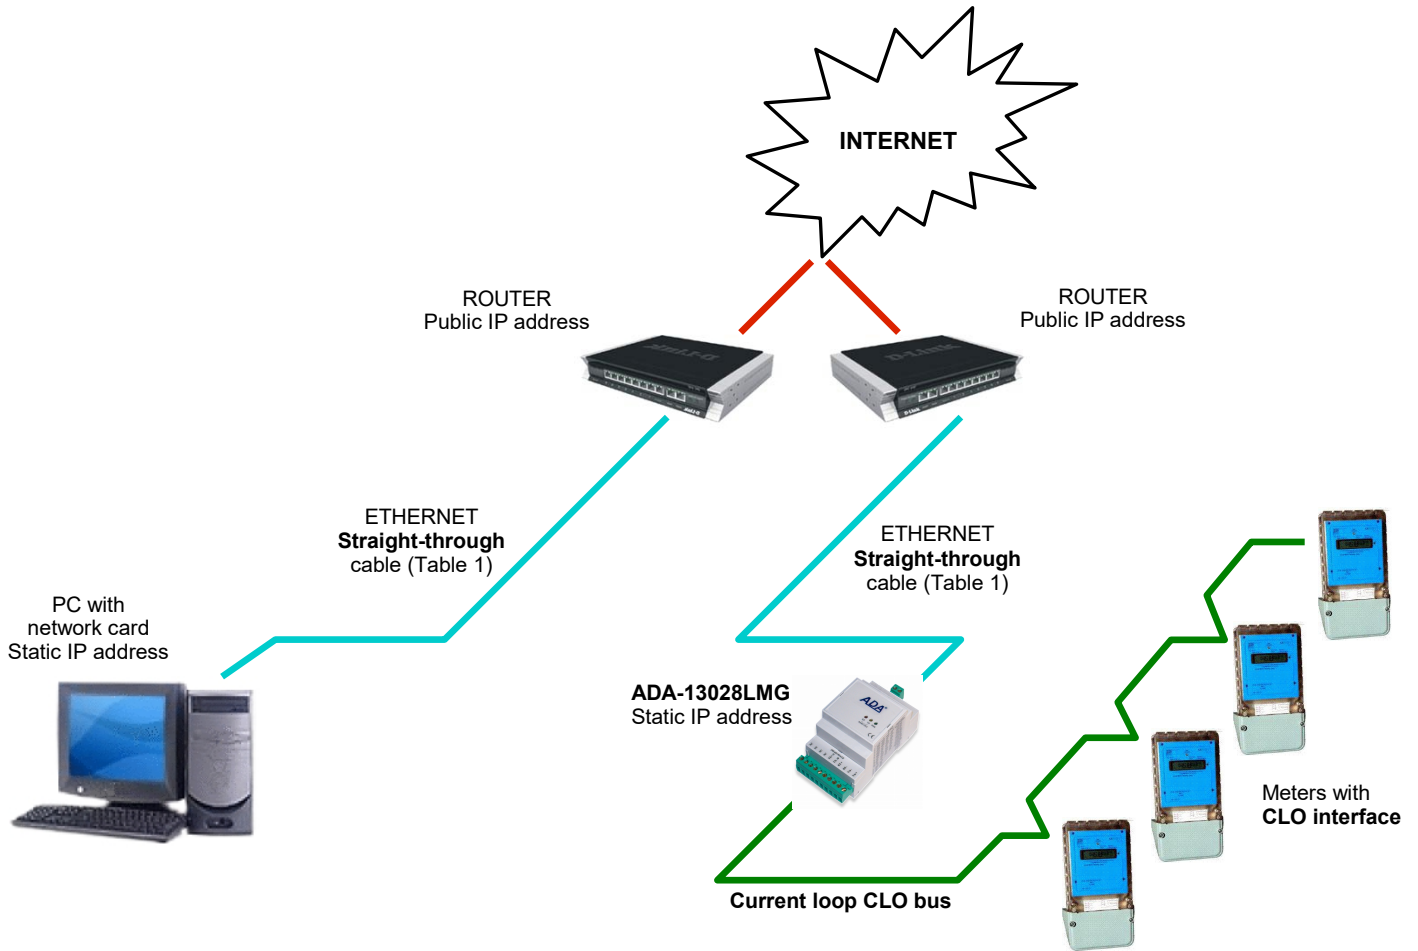 INTERNET
ROUTER
Public IP address
ROUTER
Public IP address
D-Link
ETHERNET
Straight-through
cable (Table 1)
ETHERNET
Straight-through
cable (Table 1)
PC with
network card
Static IP address
ADA-13028LMG
Static IP address
ADA
Meters with
CLO interface
Current loop CLO bus